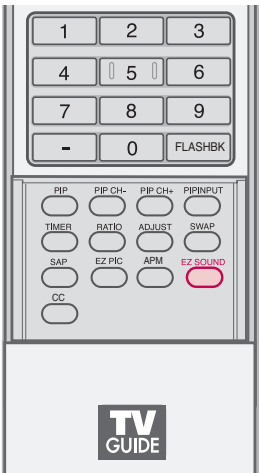 1 2 3
4 5 6
7 8 9
- 0 FLASHBK
PIP PIP CH- PIP CH+ PIPINPUT
TIMER RATIO ADJUST SWAP
SAP EZ PIC APM EZ SOUND
CC
TV
GUIDE